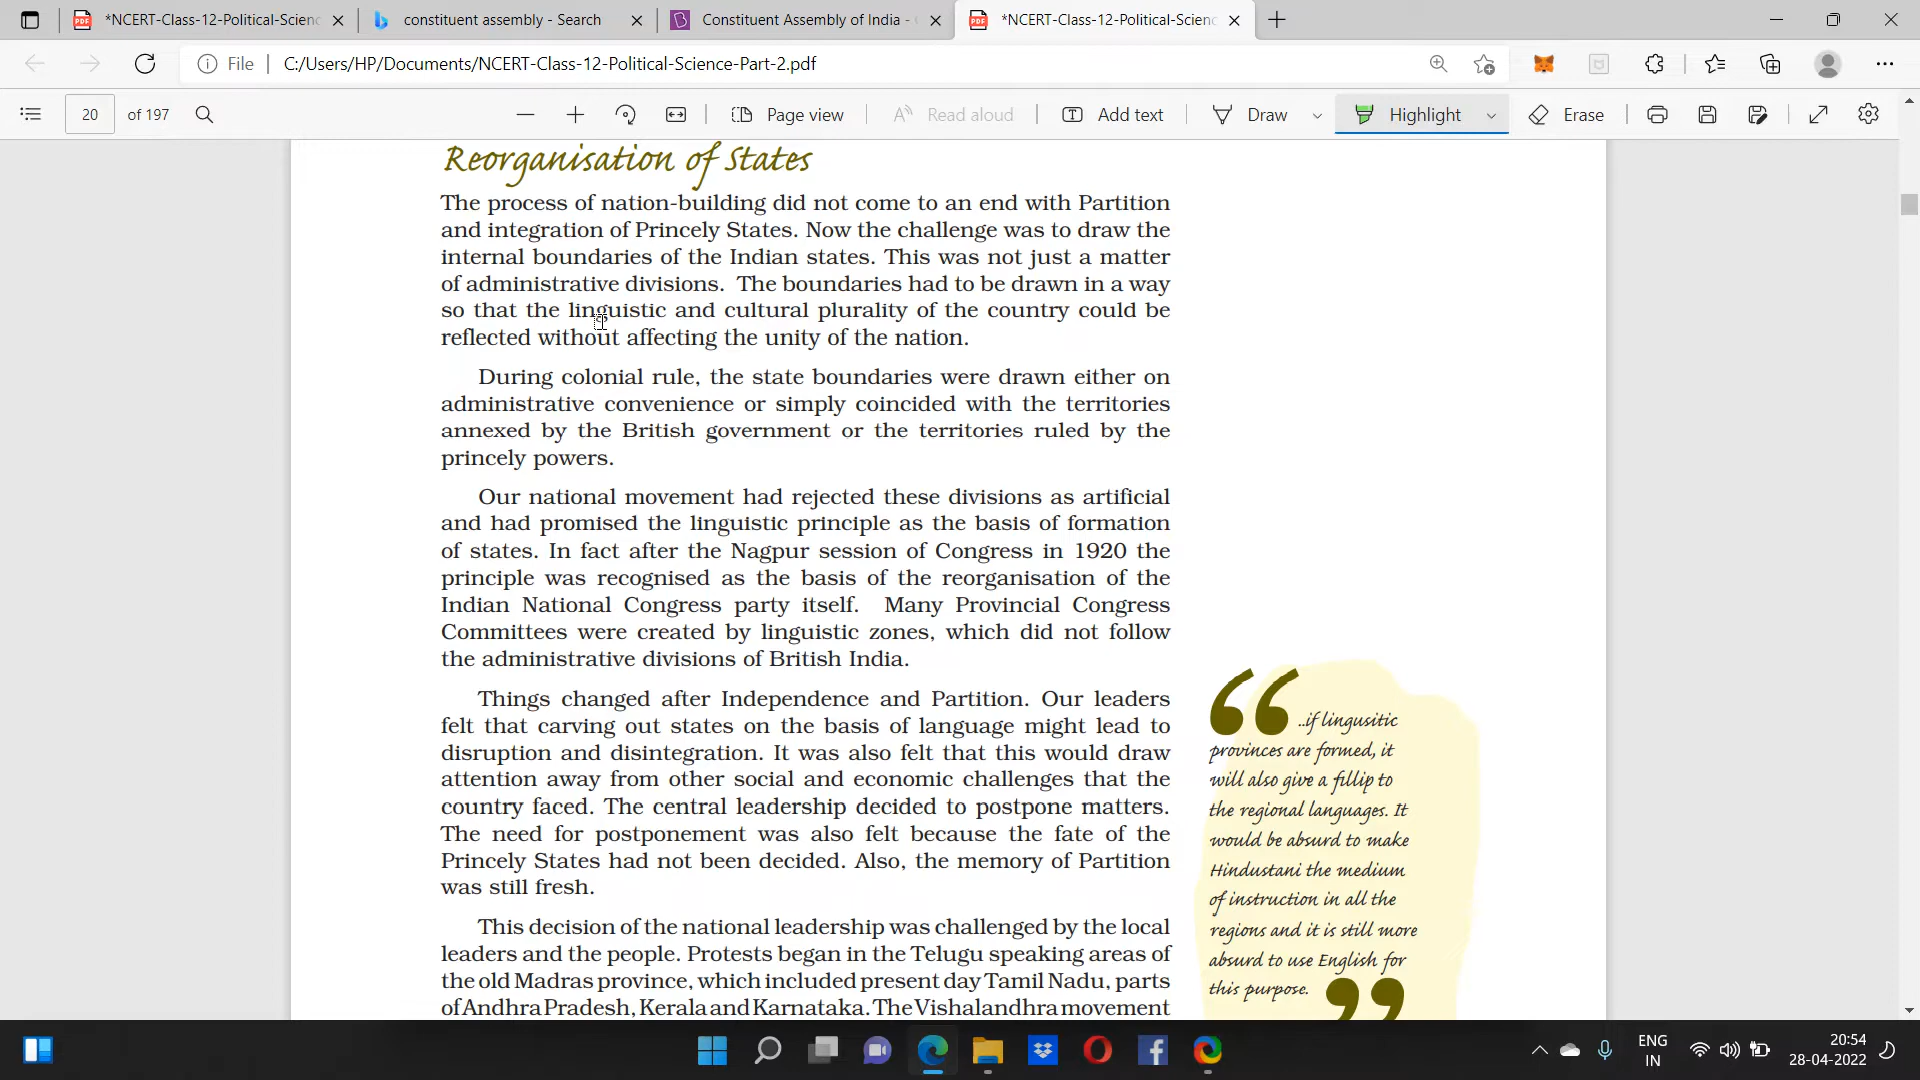 *NCERT-Class-12-Political-Scienc
constituent assembly - Search
Constituent Assembly of India -
*NCERT-Class-12-Political-Scienc
File
C:/Users/HP/Documents/NCERT-Class-12-Political-Science-Part-2.pdf
20 of 197
Page view
Read aloud
Add text
Draw
Highlight
Erase
Reorganisation of States
The process of nation-building did not come to an end with Partition
and integration of Princely States. Now the challenge was to draw the
internal boundaries of the Indian states. This was not just a matter
of administrative divisions. The boundaries had to be drawn in a way
so that the linguistic and cultural plurality of the country could be
reflected without affecting the unity of the nation.
During colonial rule, the state boundaries were drawn either on
administrative convenience or simply coincided with the territories
annexed by the British government or the territories ruled by the
princely powers.
Our national movement had rejected these divisions as artificial
and had promised the linguistic principle as the basis of formation
of states. In fact after the Nagpur session of Congress in 1920 the
principle was recognised as the basis of the reorganisation of the
Indian National Congress party itself. Many Provincial Congress
Committees were created by linguistic zones, which did not follow
the administrative divisions of British India.
Things changed after Independence and Partition. Our leaders
felt that carving out states on the basis of language might lead to
disruption and disintegration. It was also felt that this would draw
attention away from other social and economic challenges that the
country faced. The central leadership decided to postpone matters.
The need for postponement was also felt because the fate of the
Princely States had not been decided. Also, the memory of Partition
was still fresh.
This decision of the national leadership was challenged by the local
leaders and the people. Protests began in the Telugu speaking areas of
the old Madras province, which included present day Tamil Nadu, parts
of Andhra Pradesh, Kerala and Karnataka. The Vishalandhra movement
“ ..if lingusitic
provinces are formed, it
will also give a fillip to
the regional languages. It
would be absurd to make
Hindustani the medium
of instruction in all the
regions and it is still more
absurd to use English for
this purpose. ”
ENG
IN
20:54
28-04-2022